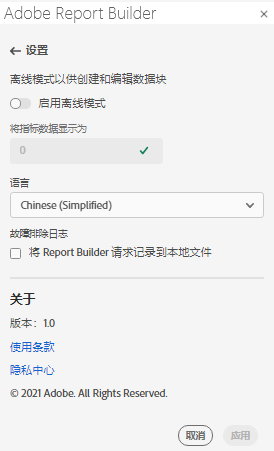 Adobe Report Builder
设置
离线模式以供创建和编辑数据块
启用离线模式
将指标数据显示为
0
语言
Chinese (Simplified)
故障排除日志
将 Report Builder 请求记录到本地文件
关于
版本：1.0
使用条款
隐私中心
© 2021 Adobe. All Rights Reserved.
取消
应用